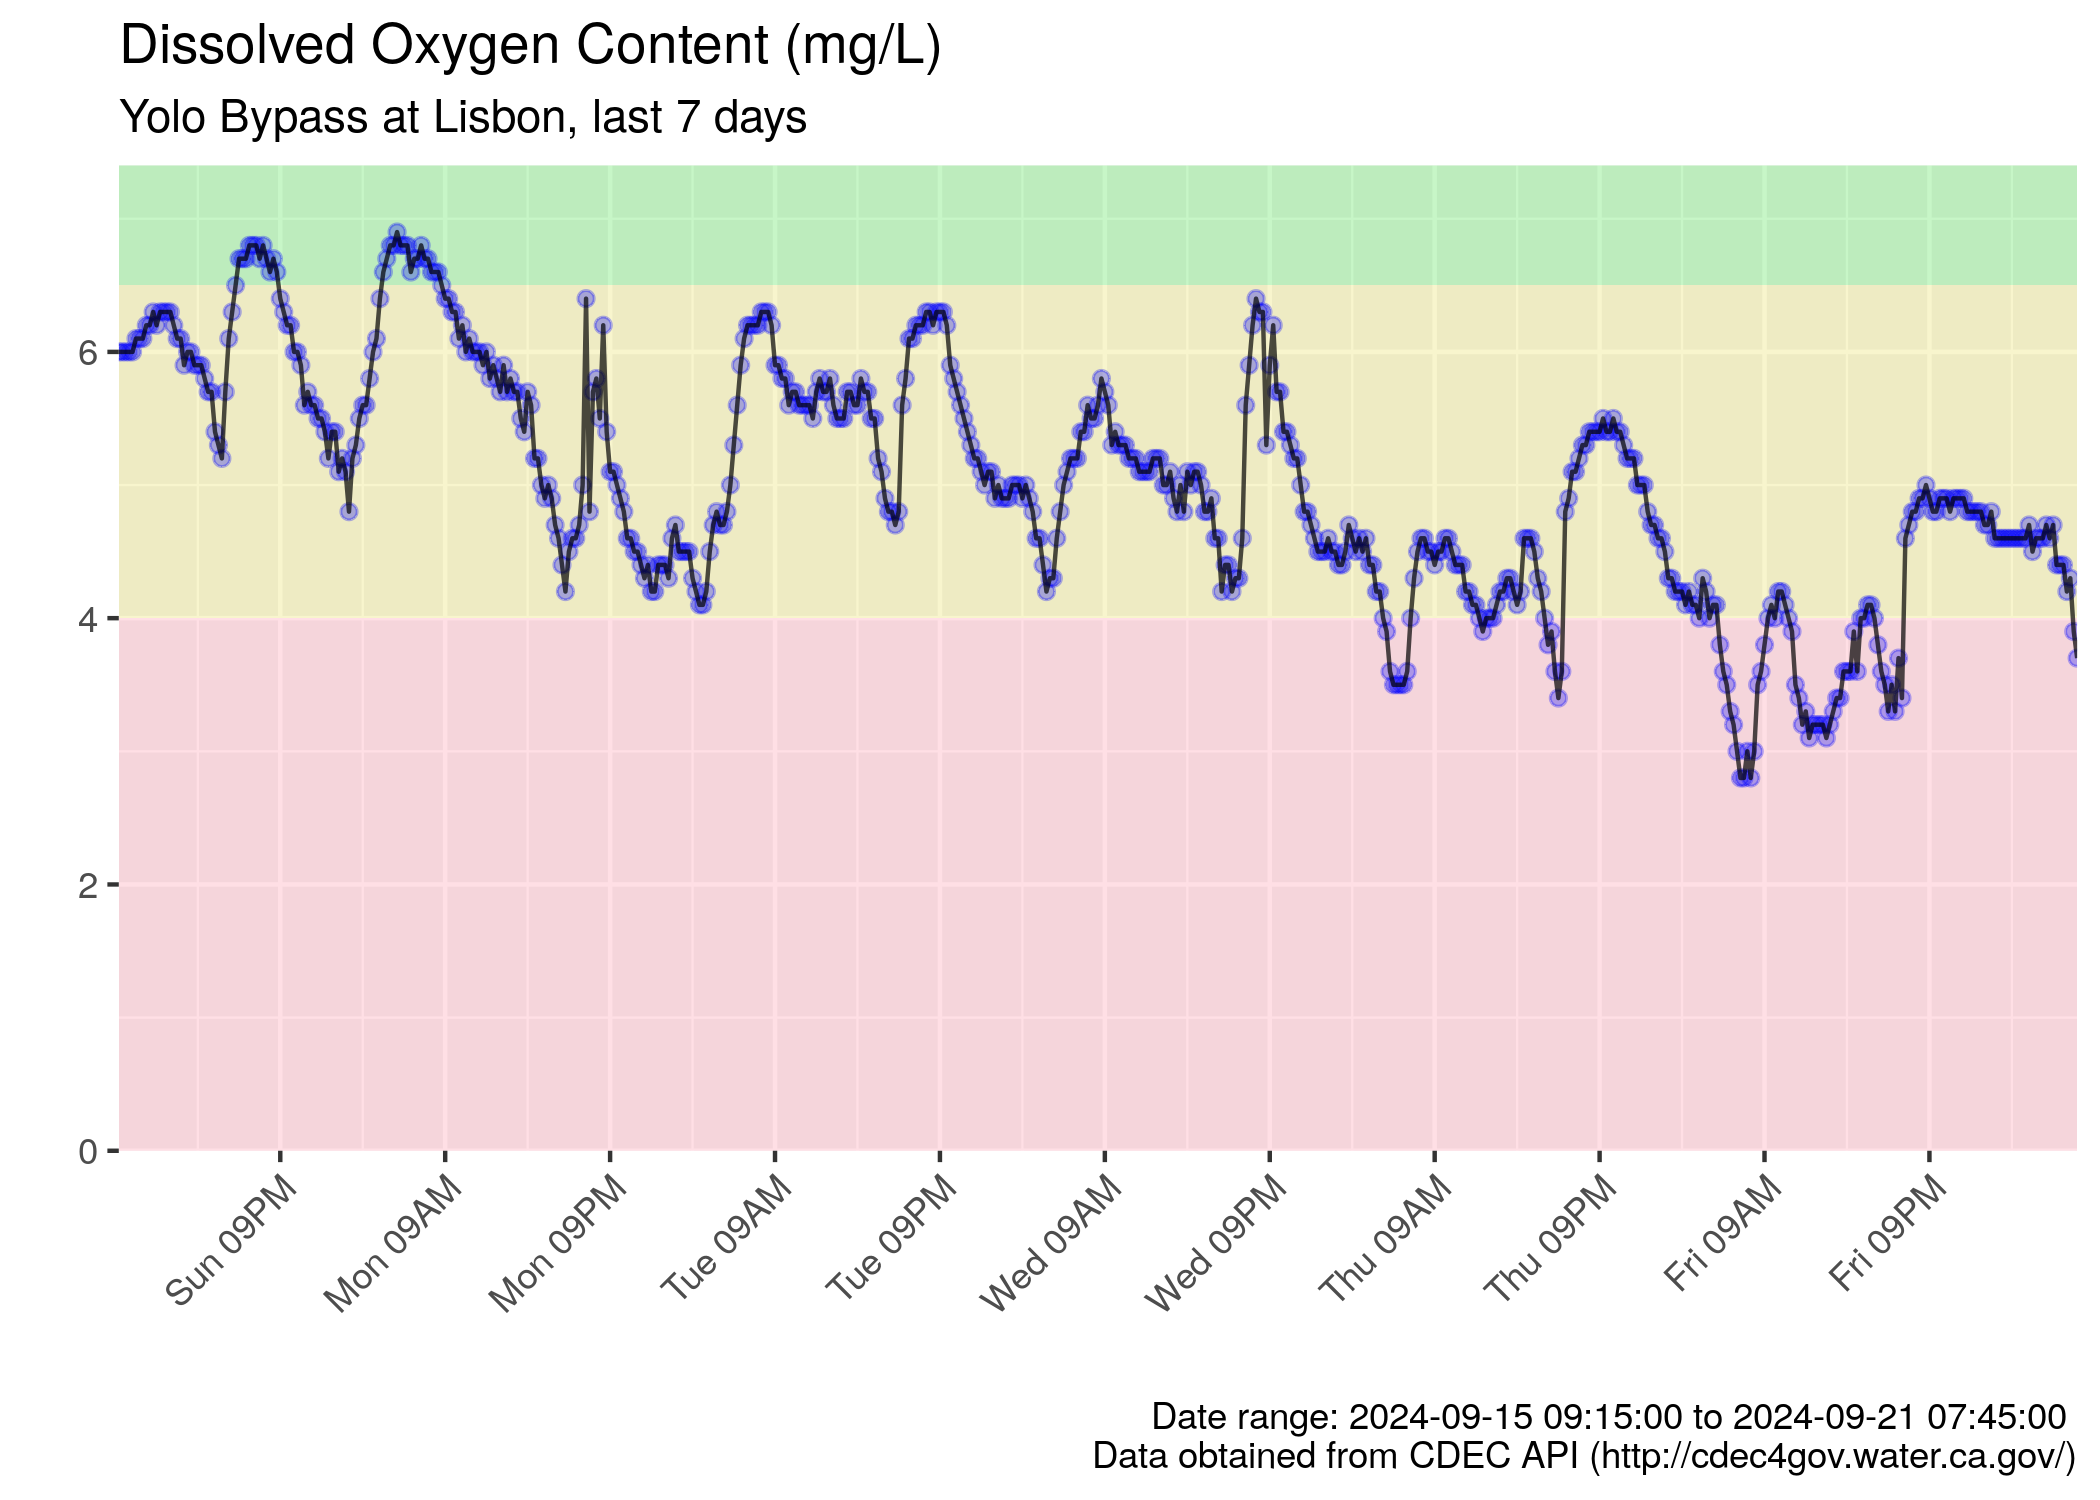 Dissolved Oxygen Content (mg/L)
Yolo Bypass at Lisbon, last 7 days
6
4
2
0
Sun 09PM
Mon 09AM
Mon 09PM
Tue 09AM
Tue 09PM
Wed 09AM
Wed 09PM
Thu 09AM
Thu 09PM
Fri 09AM
Fri 09PM
Date range: 2024-09-15 09:15:00 to 2024-09-21 07:45:00
Data obtained from CDEC API (http://cdec4gov.water.ca.gov/)